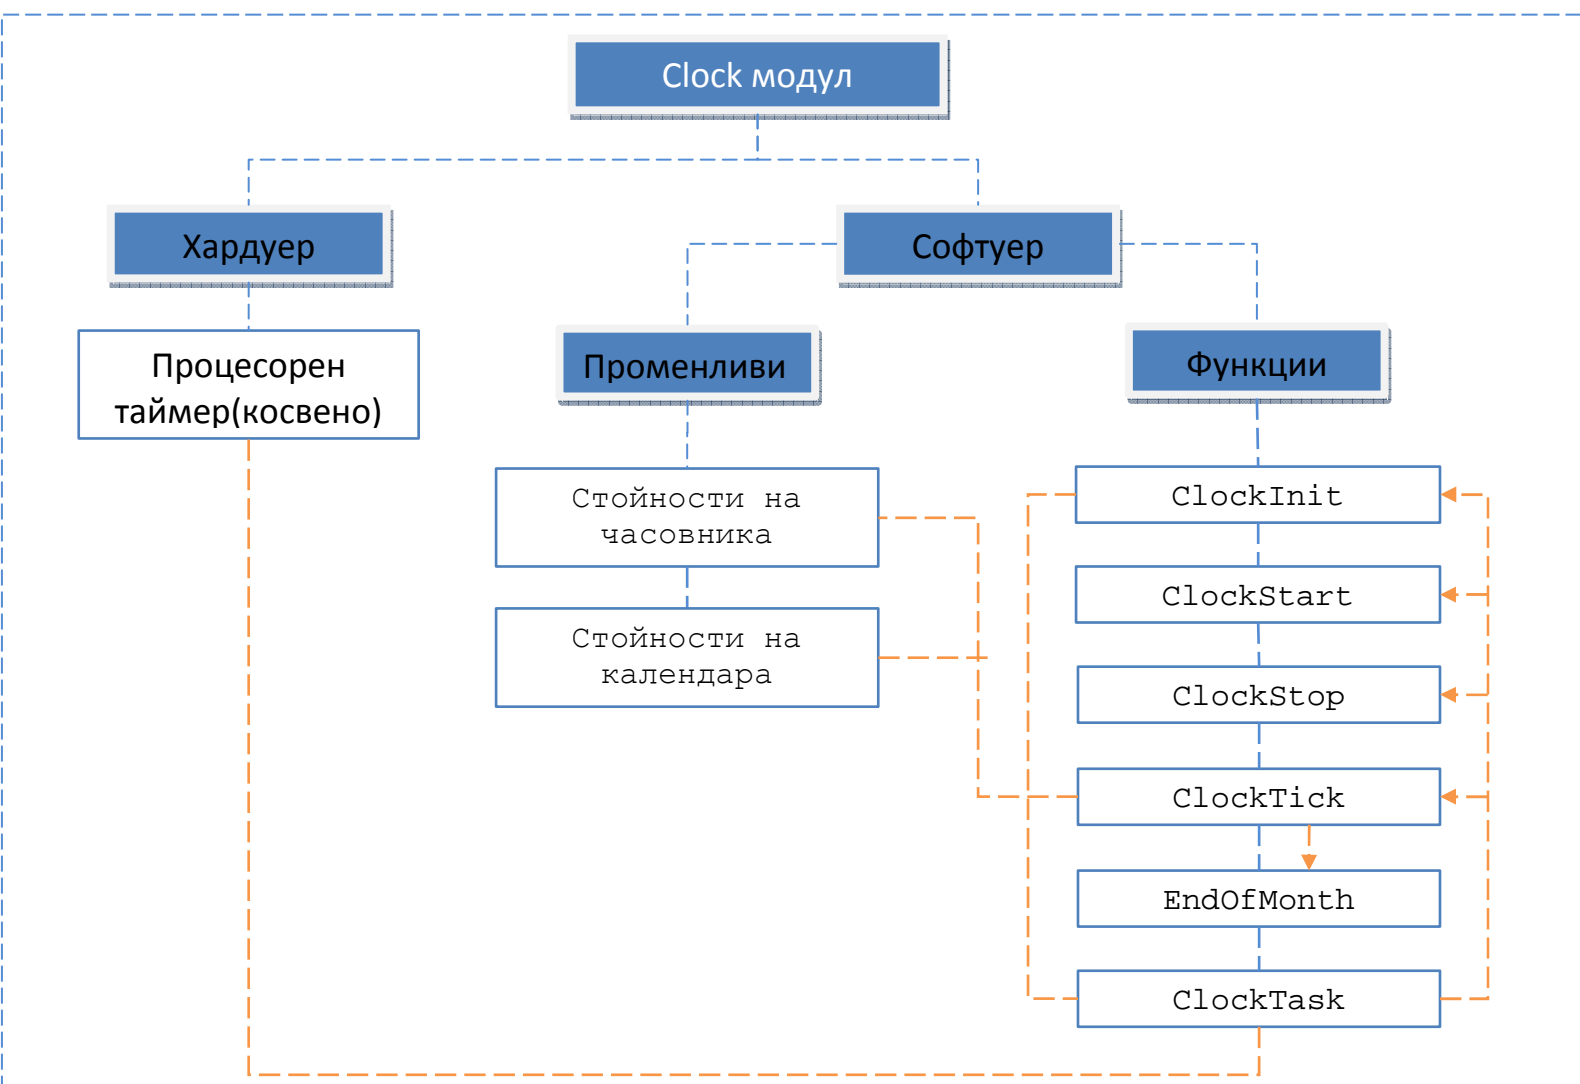 Clock модул
Хардуер
Софтуер
Процесорен
таймер(косвено)
Променливи
Функции
Стойности на
часовника
Стойности на
календара
ClockInit
ClockStart
ClockStop
ClockTick
EndOfMonth
ClockTask